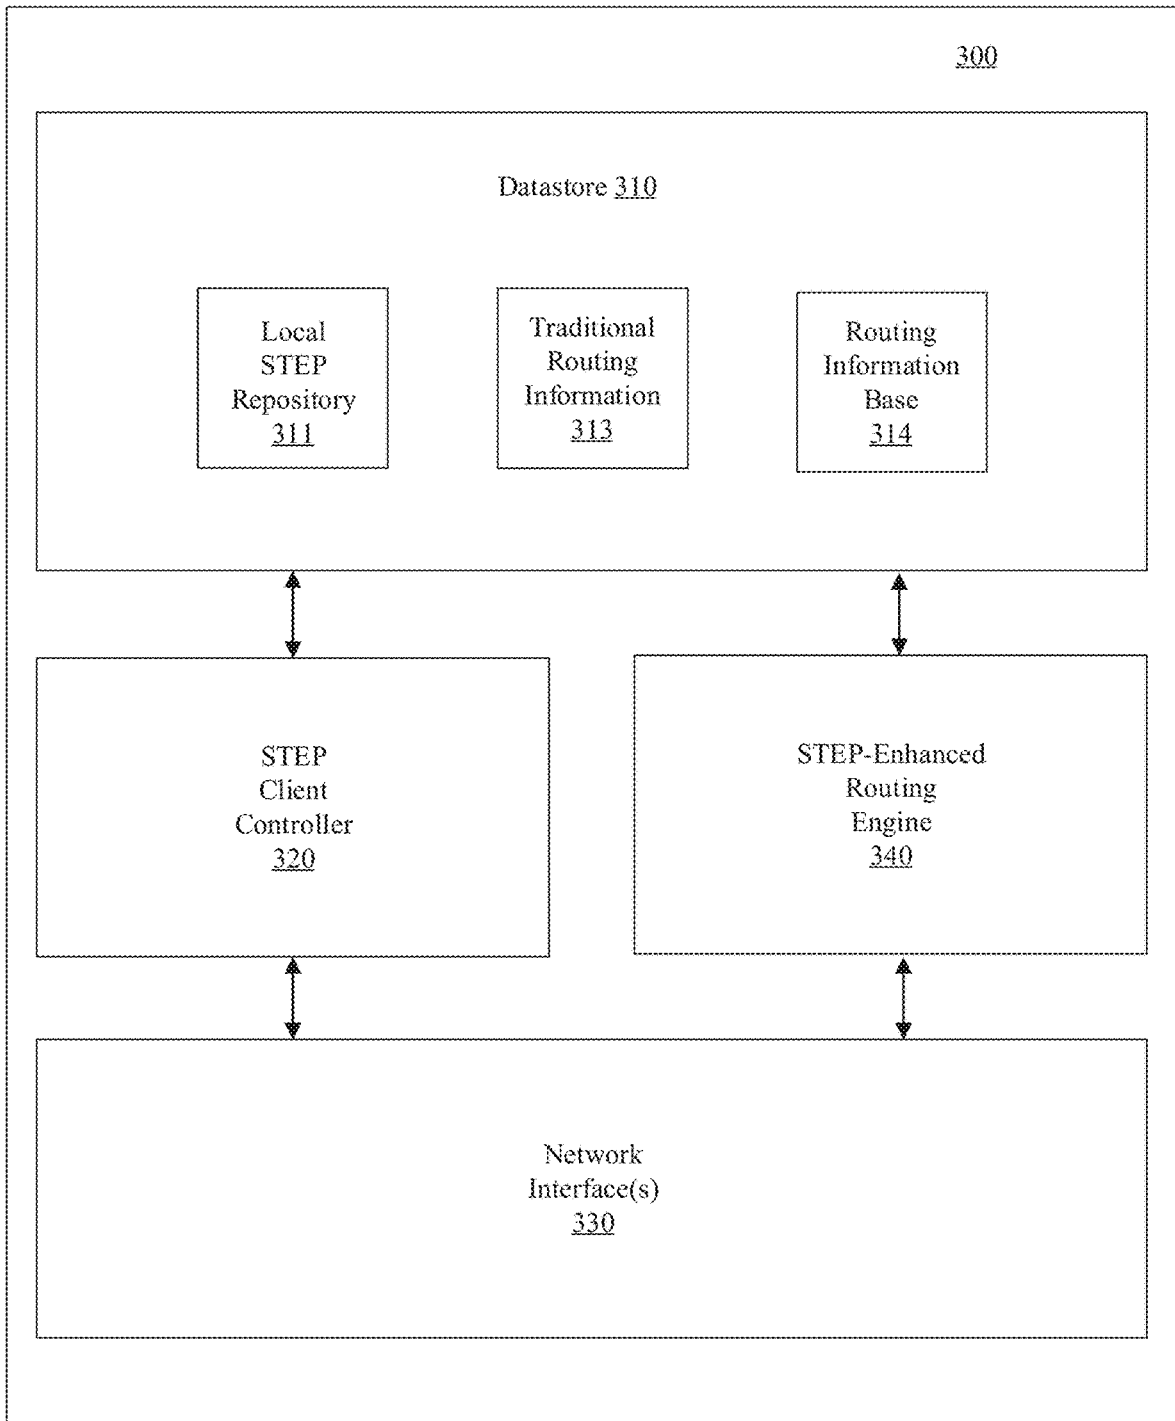 300
Datastore 310
Local
STEP
Repository
311
Traditional
Routing
Information
313
Routing
Information
Base
314
STEP
Client
Controller
320
STEP-Enhanced
Routing
Engine
340
Network
Interface(s)
330